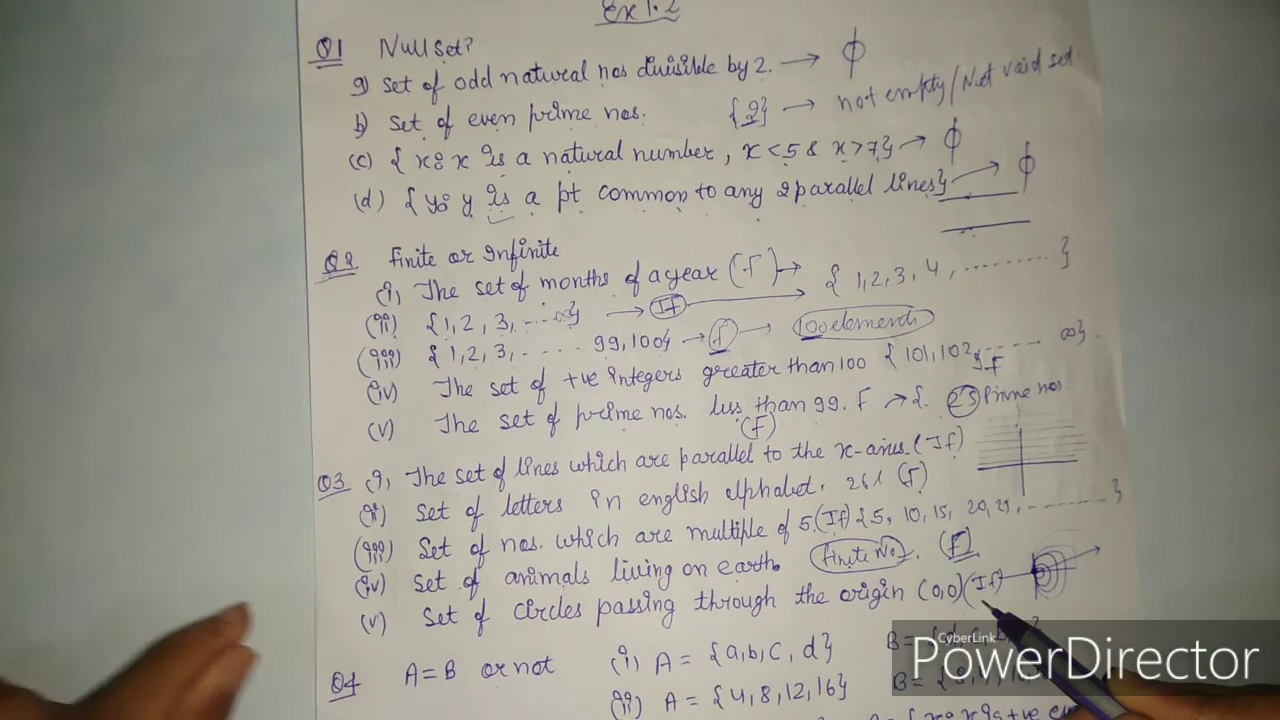 Ex 1.2
Q1 Null set?
a) set of odd natural nos divisible by 2. → ϕ
b) set of even prime nos. {2} → not empty/Not void set
(c) {x: x is a natural number, x < 5 & x > 7} → ϕ
(d) {y: y is a pt common to any 2 parallel lines} → ϕ
Q2 Finite or Infinite
(i) The set of months of a year (f) →
(ii) {1, 2, 3, ..... ∞} → (If) → {1, 2, 3, 4, .......... }
(iii) {1, 2, 3, ..... 99, 100} → (f) → 100 elements
(iv) The set of +ve integers greater than 100 {101, 102, ...... ∞}. If
(v) The set of prime nos. less than 99. F → {. 25 Prime nos.
(F)
Q3 (i) The set of lines which are parallel to the x-axis. (If)
(ii) Set of letters in english alphabet. 26 (f)
(iii) Set of nos. which are multiple of 5. (If) {5, 10, 15, 20, 25, .......... }
(iv) Set of animals living on earth. finite No. (F)
(v) Set of circles passing through the origin (0,0) (If)
Q4 A = B or not (i) A = {a, b, c, d} B = {
(ii) A = {4, 8, 12, 16} B = {8,
CyberLink
PowerDirector
x is +ve